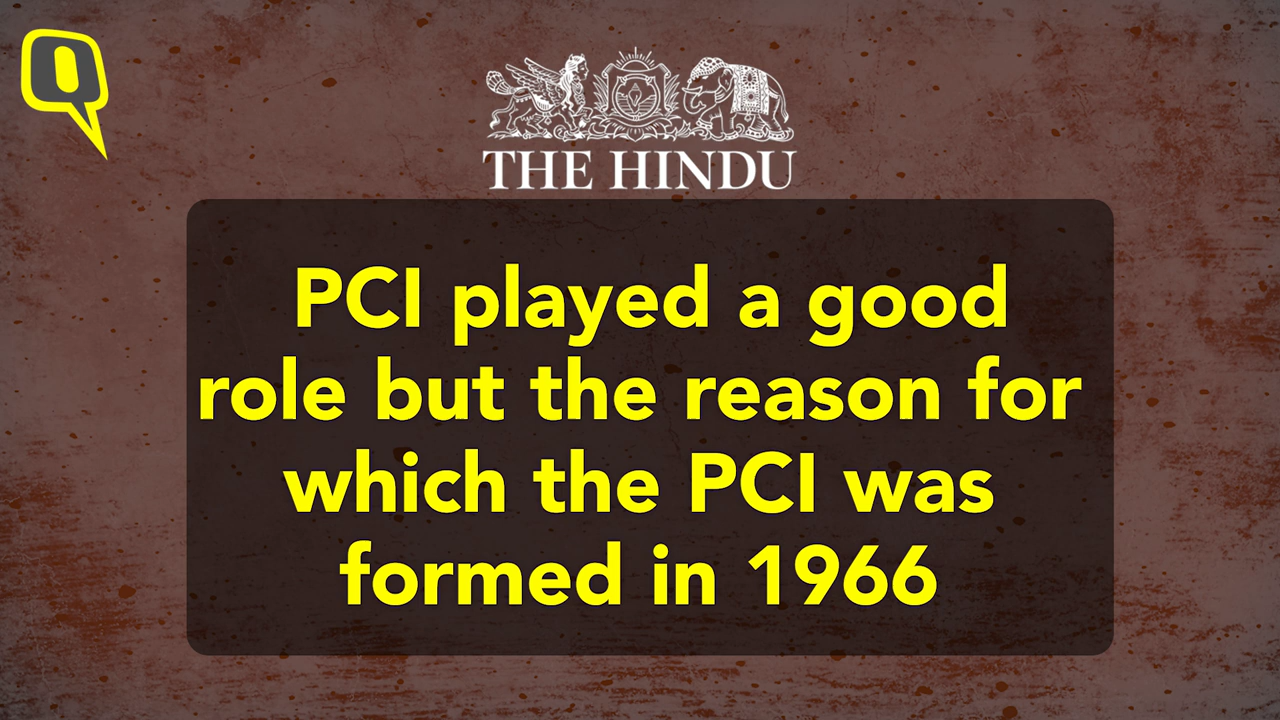 THE HINDU
PCI played a good
role but the reason for
which the PCI was
formed in 1966